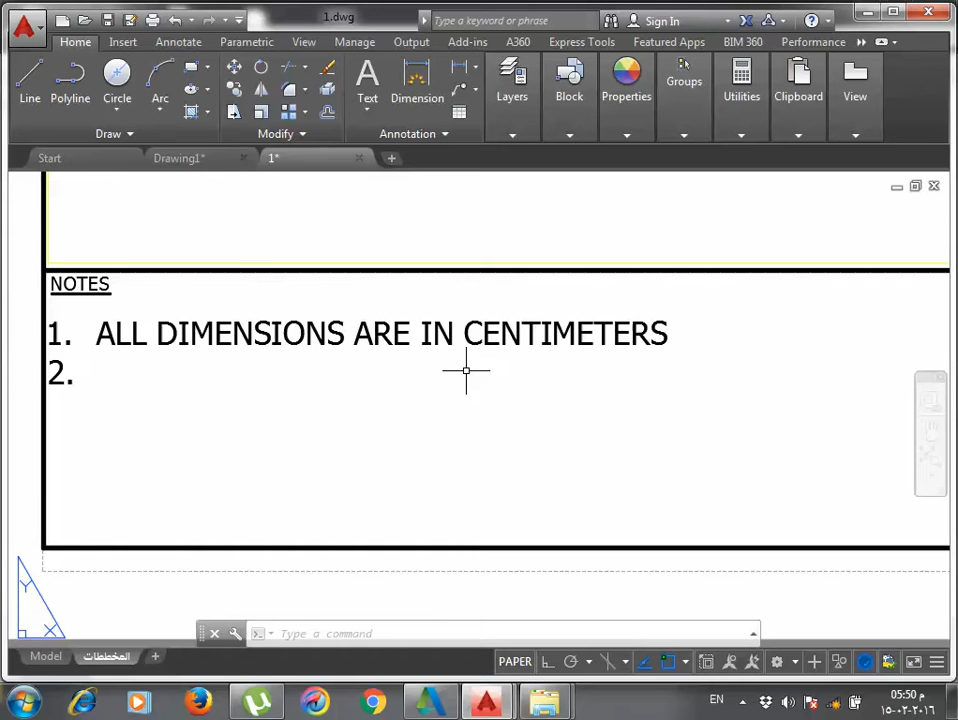 1.dwg
Type a keyword or phrase
Sign In
Home Insert Annotate Parametric View Manage Output Add-ins A360 Express Tools Featured Apps BIM 360 Performance
Line Polyline Circle Arc Text Dimension Layers Block Properties Groups Utilities Clipboard View
Draw Modify Annotation
Start Drawing1* 1*
NOTES
1. ALL DIMENSIONS ARE IN CENTIMETERS
2.
Y
X
Type a command
Model المخططات PAPER
EN
05:50 م
١٥-٠٢-٢٠١٦